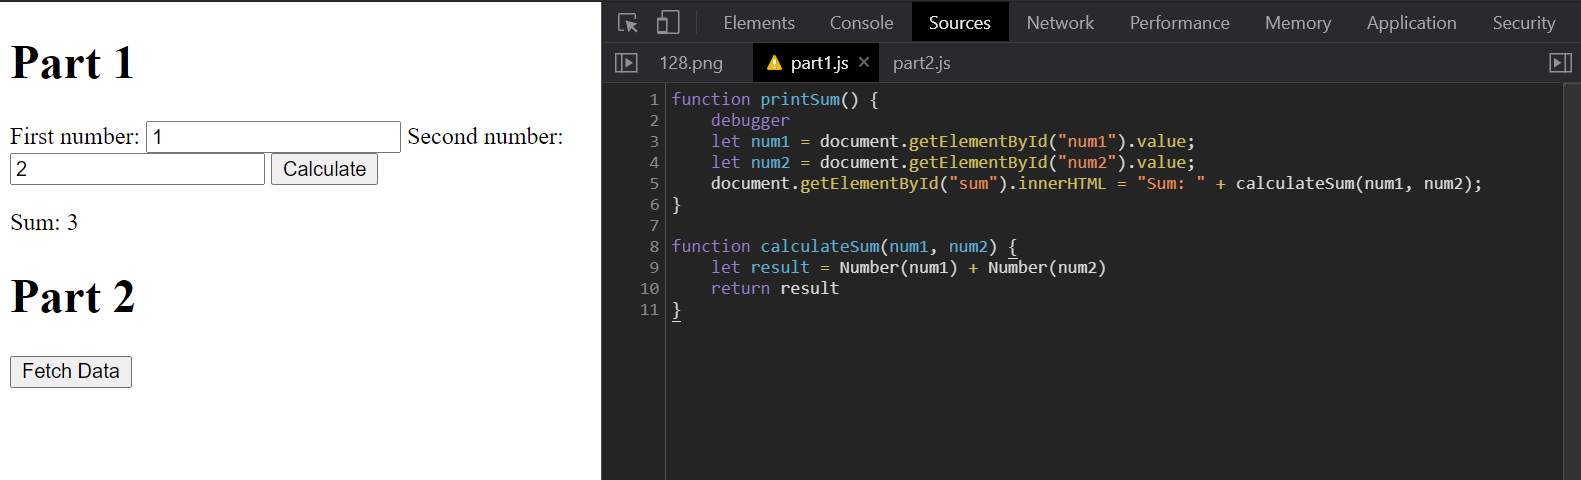 Part 1
First number: 1 Second number:
2 Calculate
Sum: 3
Part 2
Fetch Data
Elements Console Sources Network Performance Memory Application Security
128.png part1.js × part2.js
1 function printSum() {
2 debugger
3 let num1 = document.getElementById("num1").value;
4 let num2 = document.getElementById("num2").value;
5 document.getElementById("sum").innerHTML = "Sum: " + calculateSum(num1, num2);
6 }
7
8 function calculateSum(num1, num2) {
9 let result = Number(num1) + Number(num2)
10 return result
11 }